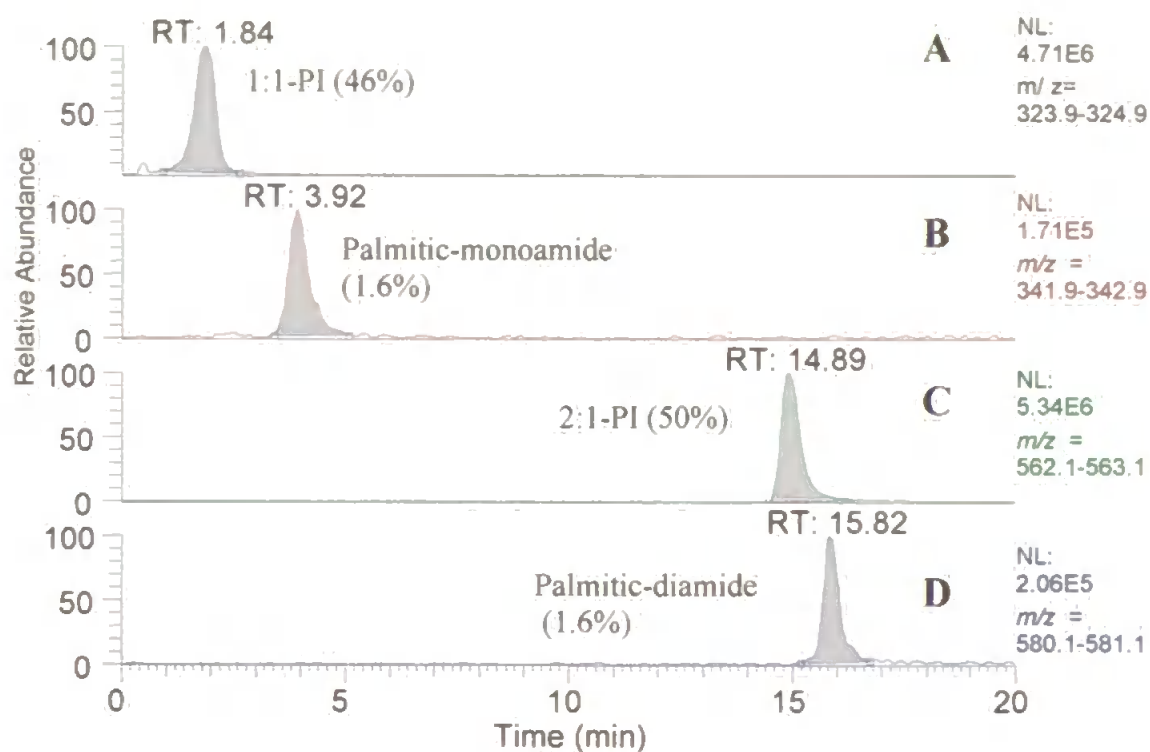 Relative Abundance
RT: 1.84
100
50
1:1-PI (46%)
A
NL:
4.71E6
m/ z=
323.9-324.9
RT: 3.92
100
50
0
Palmitic-monoamide
(1.6%)
B
NL:
1.71E5
m/z =
341.9-342.9
RT: 14.89
100
50
0
2:1-PI (50%)
C
NL:
5.34E6
m/z =
562.1-563.1
RT: 15.82
100
50
0
Palmitic-diamide
(1.6%)
D
NL:
2.06E5
m/z =
580.1-581.1
0 5 10 15 20
Time (min)